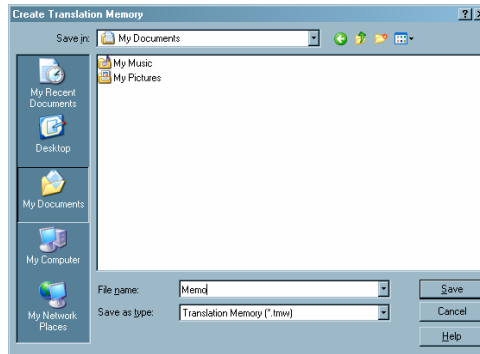 Create Translation Memory
Save in:
My Documents
My Recent
Documents
Desktop
My Documents
My Computer
My Network
Places
My Music
My Pictures
File name:
Memo
Save
Save as type:
Translation Memory (*.tmw)
Cancel
Help